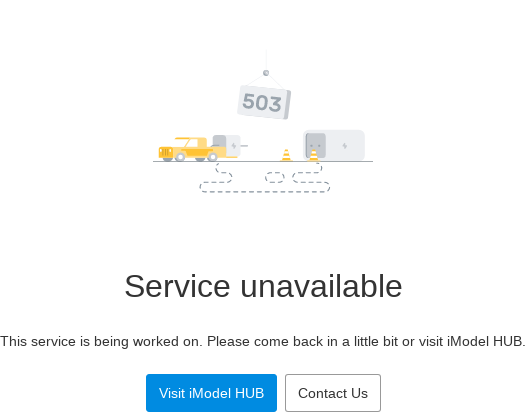 503
Service unavailable
This service is being worked on. Please come back in a little bit or visit iModel HUB.
Visit iModel HUB
Contact Us